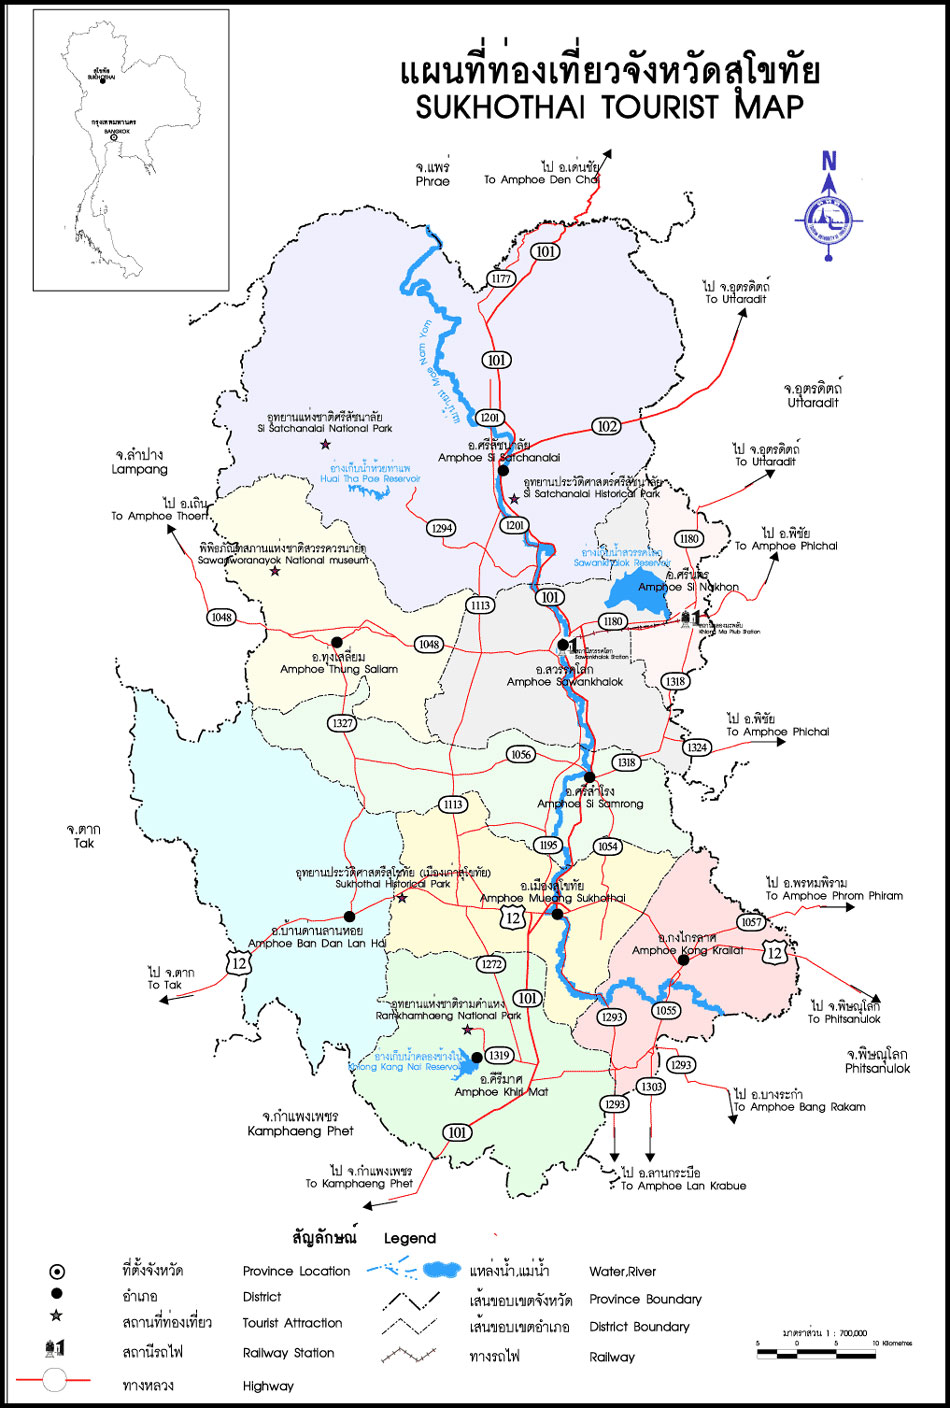 แผนที่ท่องเที่ยวจังหวัดสุโขทัย
SUKHOTHAI TOURIST MAP
สุโขทัย
SUKHOTHAI
กรุงเทพมหานคร
BANGKOK
N
จ.แพร่
Phrae
ไป อ.เด่นชัย
To Amphoe Den Chai
101
1177
ไป จ.อุตรดิตถ์
To Uttaradit
แม่น้ำยม Mae Nam Yom
101
จ.อุตรดิตถ์
Uttaradit
1201
102
อุทยานแห่งชาติศรีสัชนาลัย
Si Satchanalai National Park
อ.ศรีสัชนาลัย
Amphoe Si Satchanalai
ไป จ.อุตรดิตถ์
To Uttaradit
จ.ลำปาง
Lampang
อ่างเก็บน้ำห้วยท่าแพ
Huai Tha Pae Reservoir
อุทยานประวัติศาสตร์ศรีสัชนาลัย
Si Satchanalai Historical Park
ไป อ.เถิน
To Amphoe Thoern
1294
1201
1180
ไป อ.พิชัย
To Amphoe Phichai
พิพิธภัณฑสถานแห่งชาติสวรรควรนายก
Sawanworanayok National museum
อ่างเก็บน้ำสวรรคโลก
Sawankhalok Reservoir
อ.ศรีนคร
Amphoe Si Nakhon
101
1113
1048
1180
สถานีคลองมะพลับ
Khlong Ma Plub Station
1048
อ.ทุ่งเสลี่ยม
Amphoe Thung Saliam
สถานีสวรรคโลก
Sawankhalok Station
อ.สวรรคโลก
Amphoe Sawankhalok
1318
1327
ไป อ.พิชัย
To Amphoe Phichai
1324
1056
1318
อ.ศรีสำโรง
Amphoe Si Samrong
1113
จ.ตาก
Tak
1195
1054
อุทยานประวัติศาสตร์สุโขทัย (เมืองเก่าสุโขทัย)
Sukhothai Historical Park
อ.เมืองสุโขทัย
Amphoe Mueang Sukhothai
ไป อ.พรหมพิราม
To Amphoe Phrom Phiram
12
1057
อ.บ้านด่านลานหอย
Amphoe Ban Dan Lan Hoi
อ.กงไกรลาศ
Amphoe Kong Krailat
12
12
1272
ไป จ.ตาก
To Tak
101
อุทยานแห่งชาติรามคำแหง
Ramkhamhaeng National Park
1293
1055
ไป จ.พิษณุโลก
To Phitsanulok
อ่างเก็บน้ำคลองข้างใน
Khlong Kang Nai Reservoir
1319
จ.พิษณุโลก
Phitsanulok
1293
อ.คีรีมาศ
Amphoe Khiri Mat
1303
1293
ไป อ.บางระกำ
To Amphoe Bang Rakam
จ.กำแพงเพชร
Kamphaeng Phet
101
ไป จ.กำแพงเพชร
To Kamphaeng Phet
ไป อ.ลานกระบือ
To Amphoe Lan Krabue
สัญลักษณ์ Legend
ที่ตั้งจังหวัด Province Location
แหล่งน้ำ,แม่น้ำ Water,River
อำเภอ District
เส้นขอบเขตจังหวัด Province Boundary
สถานที่ท่องเที่ยว Tourist Attraction
เส้นขอบเขตอำเภอ District Boundary
สถานีรถไฟ Railway Station
ทางรถไฟ Railway
ทางหลวง Highway
มาตราส่วน 1 : 700,000
5 0 5 10 Kilometres